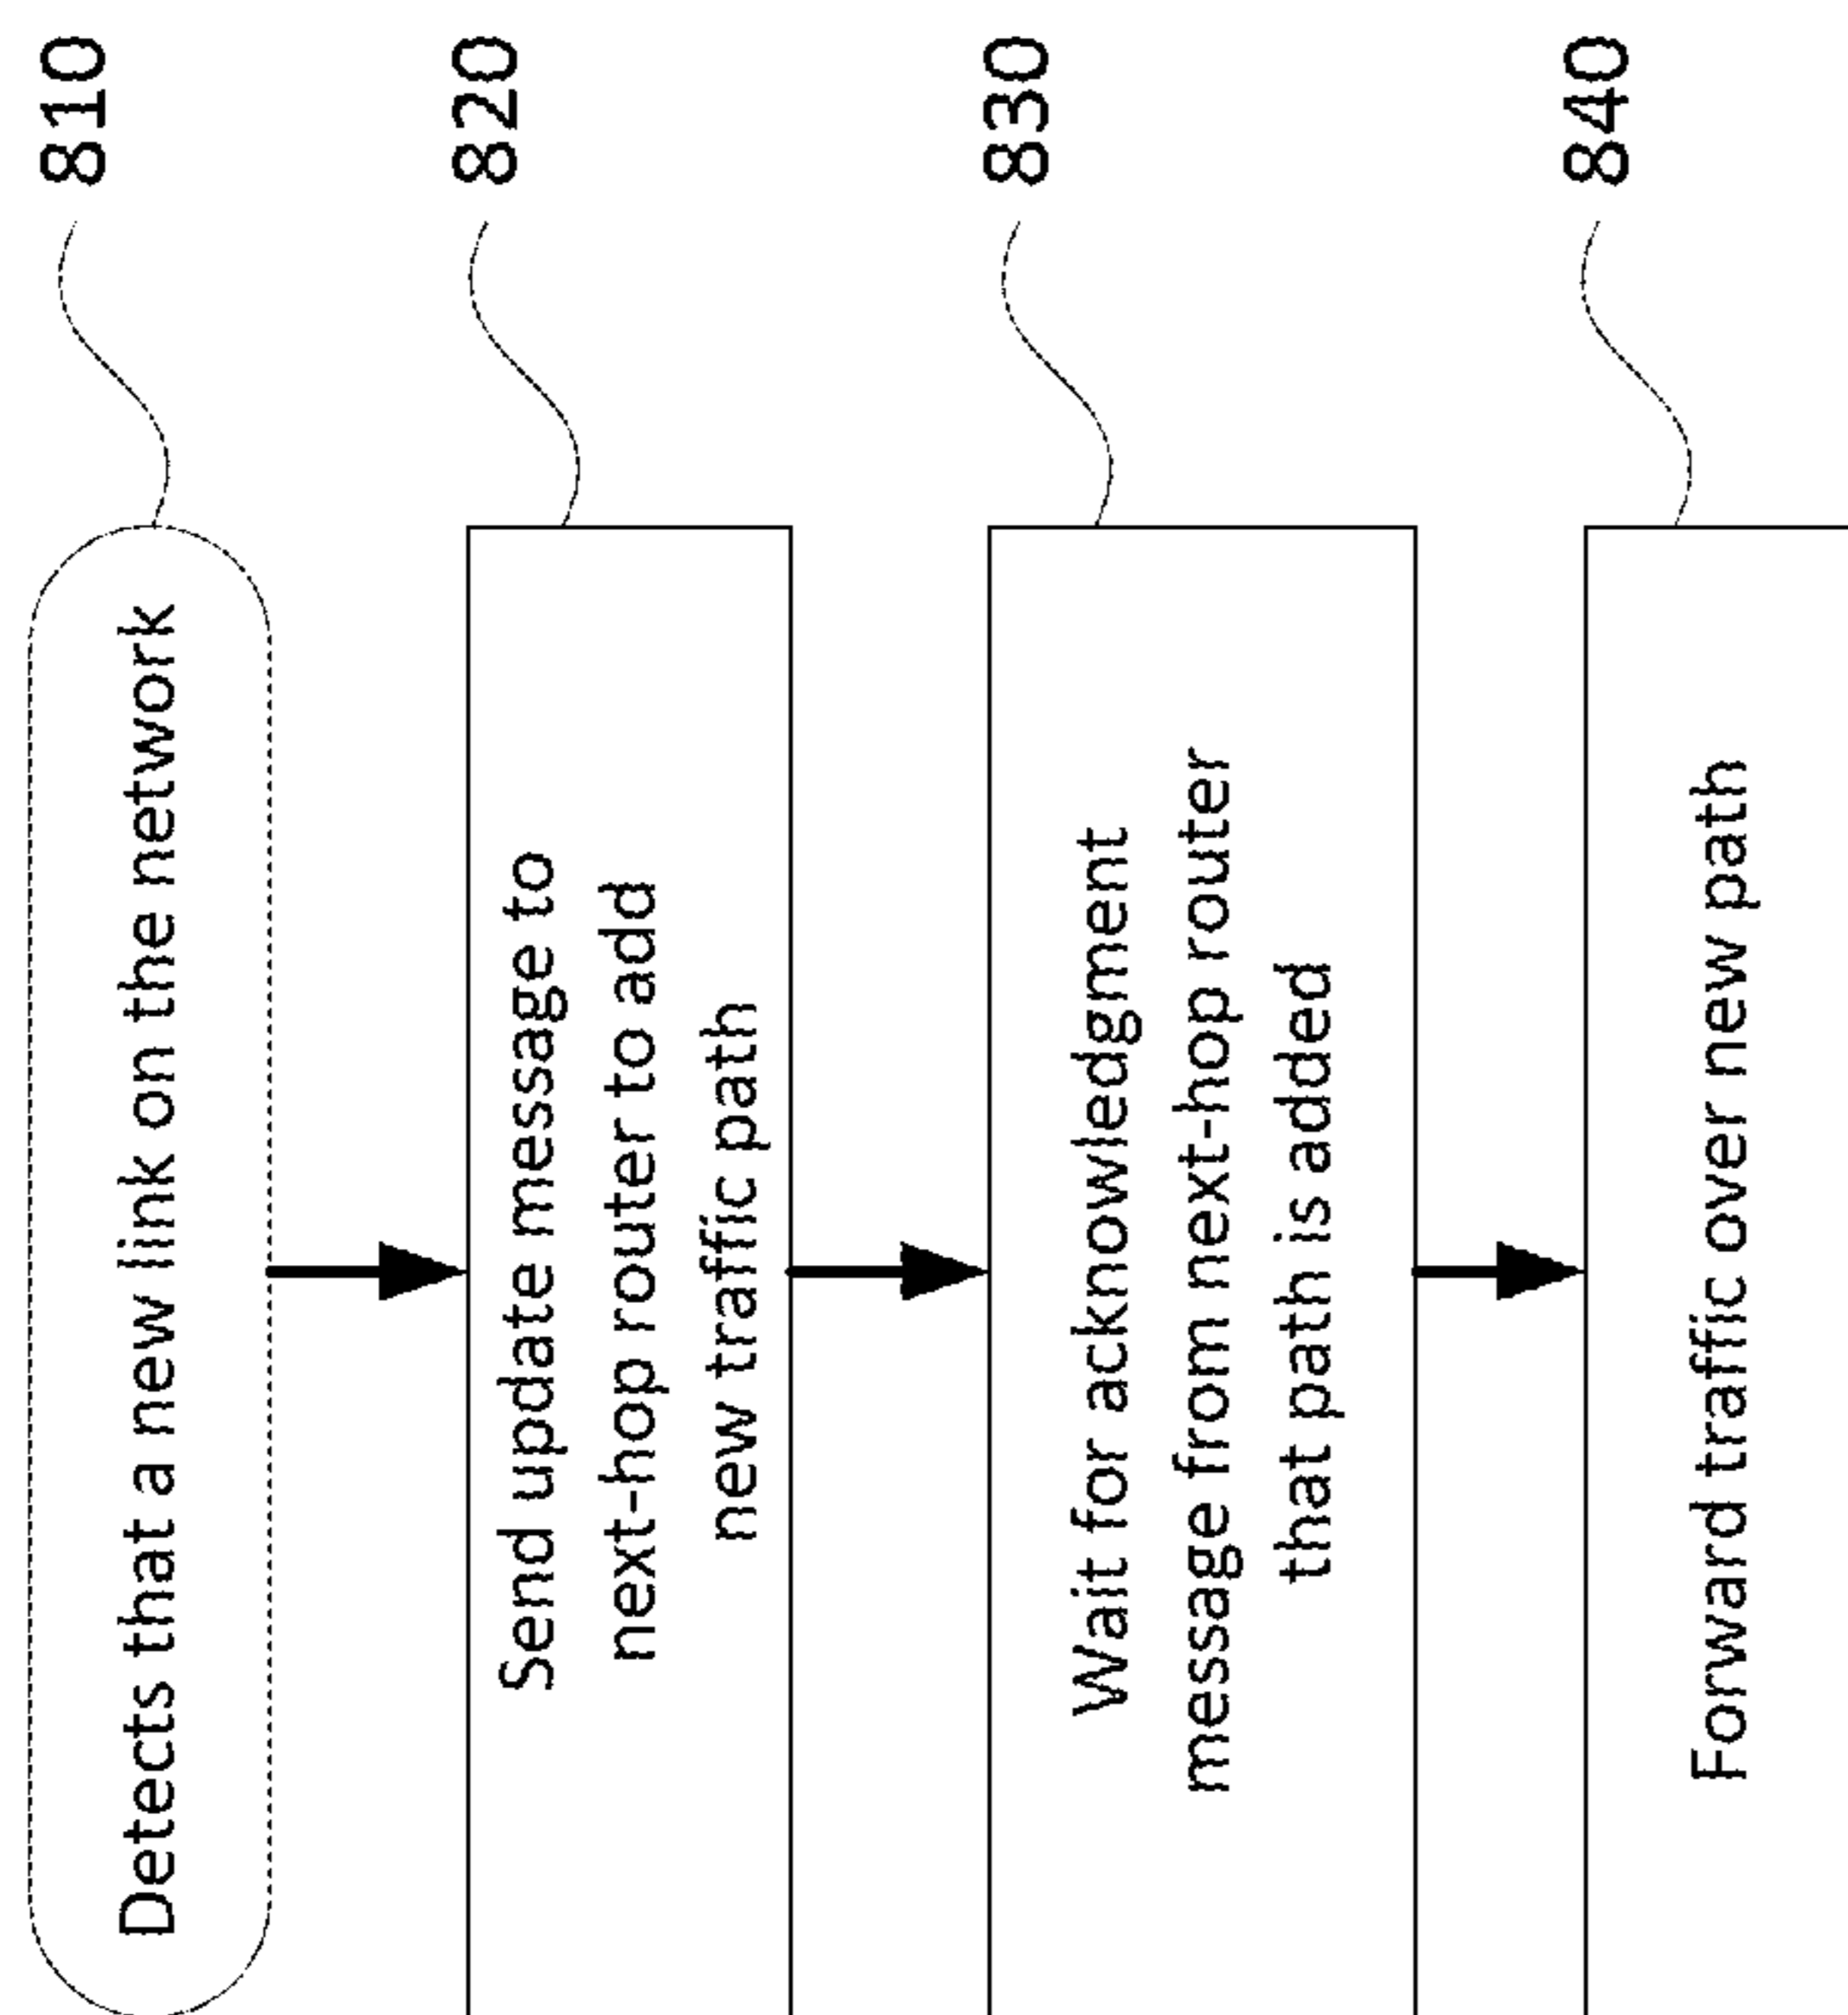 810
Detects that a new link on the network
820
Send update message to
next-hop router to add
new traffic path
830
Wait for acknowledgment
message from next-hop router
that path is added
840
Forward traffic over new path